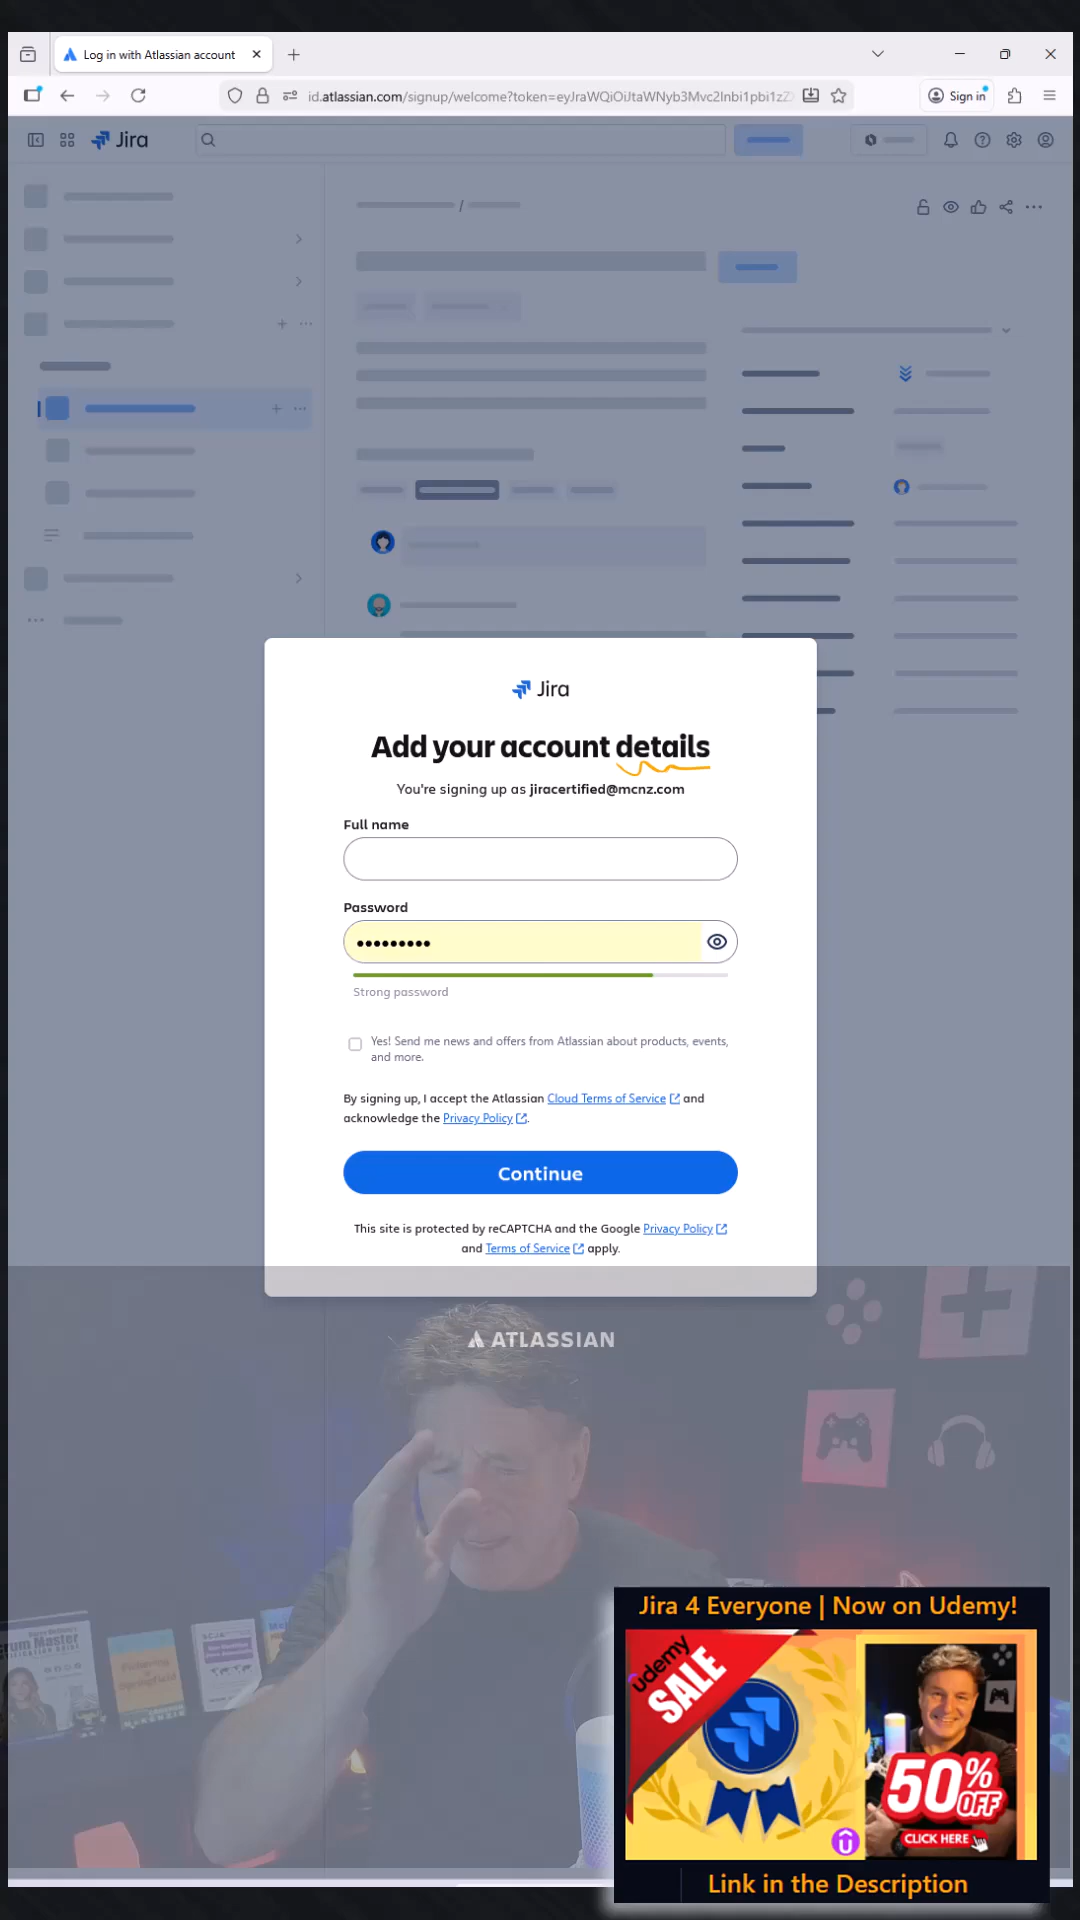 Log in with Atlassian account
id.atlassian.com/signup/welcome?token=
Sign in
Jira
Jira
Add your account details
You're signing up as jiracertified@mcnz.com
Full name
Password
•••••••••
Strong password
Yes! Send me news and offers from Atlassian about products, events,
and more.
By signing up, I accept the Atlassian Cloud Terms of Service and
acknowledge the Privacy Policy.
Continue
This site is protected by reCAPTCHA and the Google Privacy Policy
and Terms of Service apply.
ATLASSIAN
Jira 4 Everyone | Now on Udemy!
udemy
SALE
50%
OFF
CLICK HERE
Link in the Description